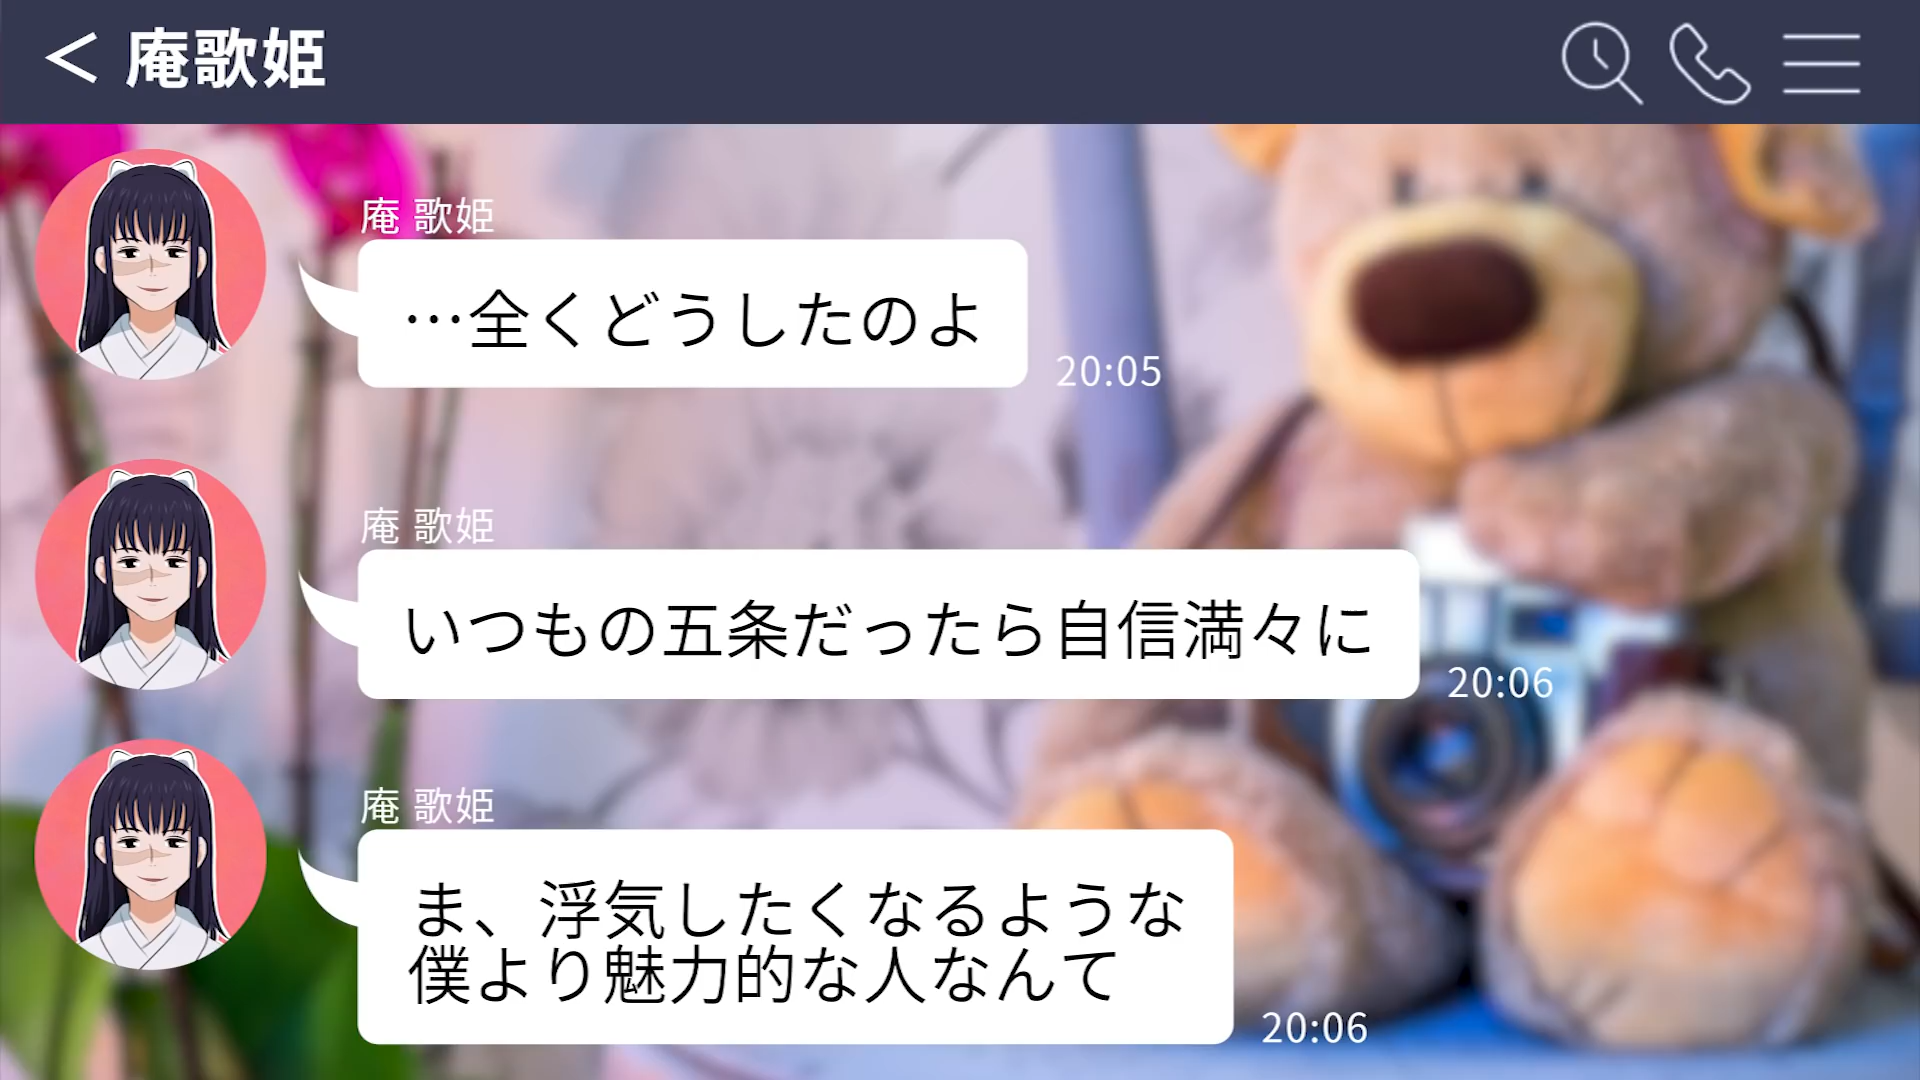 庵歌姫
庵 歌姫
…全くどうしたのよ
20:05
庵 歌姫
いつもの五条だったら自信満々に
20:06
庵 歌姫
ま、浮気したくなるような
僕より魅力的な人なんて
20:06